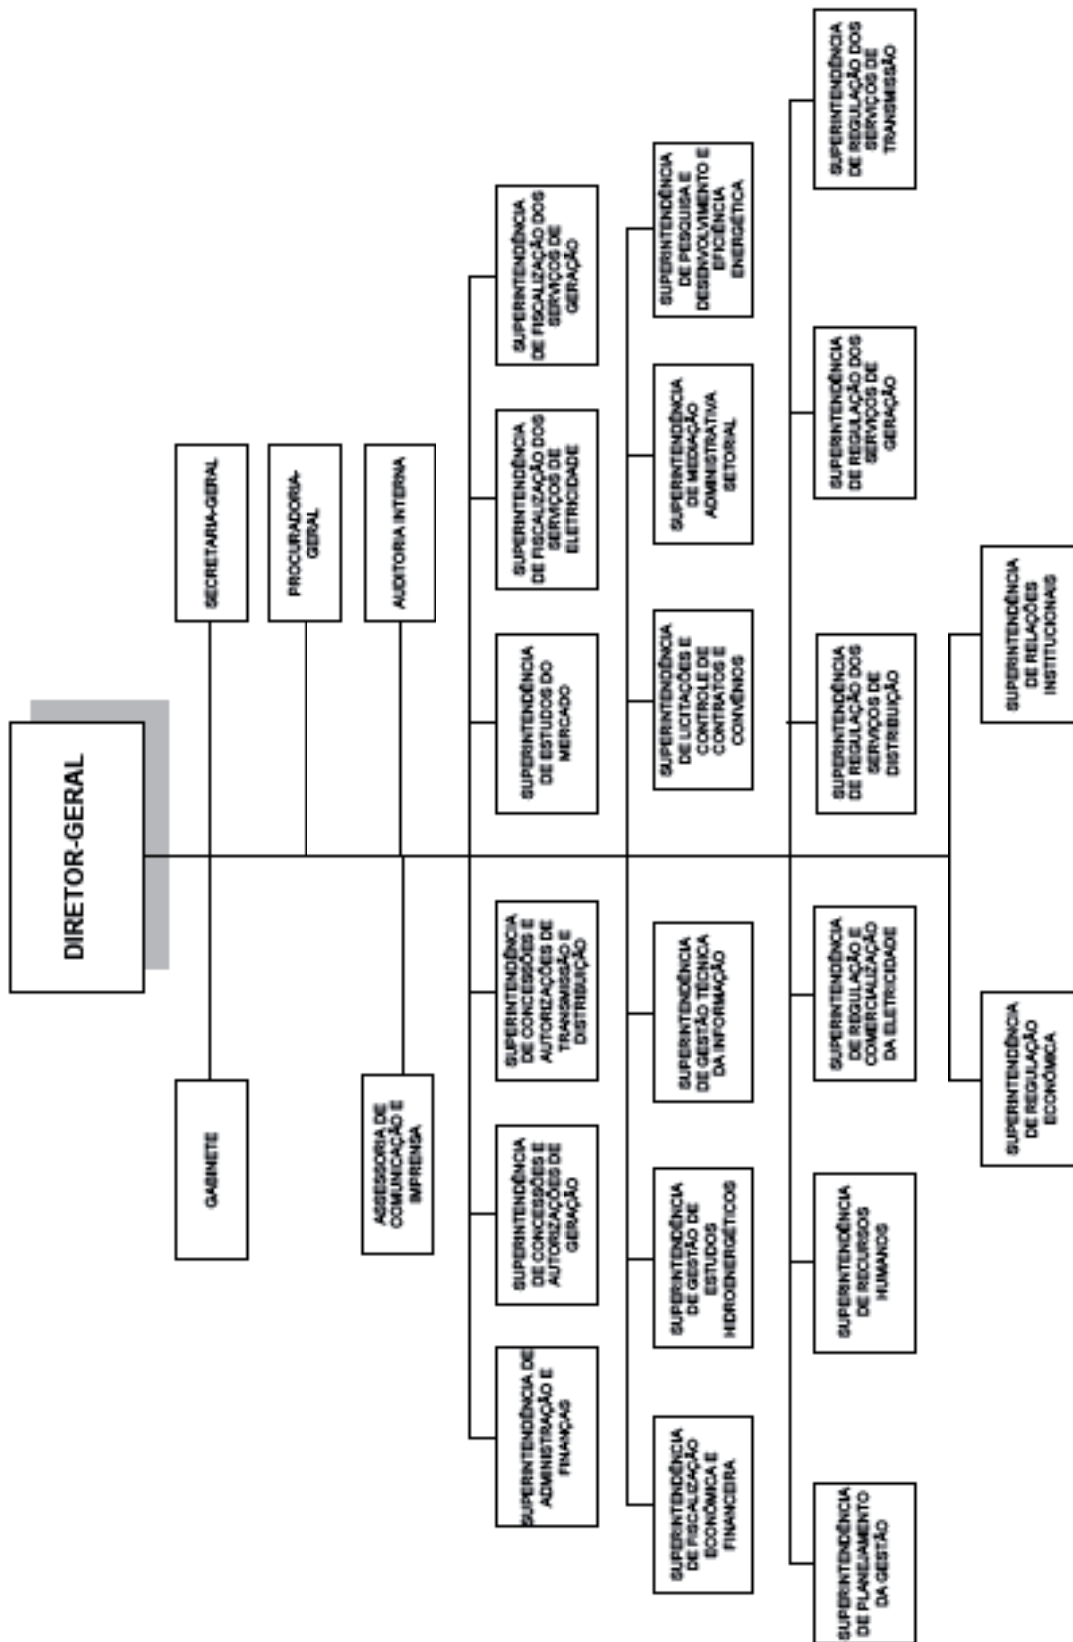 DIRETOR-GERAL
GABINETE
SECRETARIA-GERAL
PROCURADORIA-
GERAL
ASSESSORIA DE
COMUNICAÇÃO E
IMPRENSA
AUDITORIA INTERNA
SUPERINTENDÊNCIA DE
ADMINISTRAÇÃO E
FINANÇAS
SUPERINTENDÊNCIA
DE CONCESSÕES E
AUTORIZAÇÕES DE
GERAÇÃO
SUPERINTENDÊNCIA
DE CONCESSÕES E
AUTORIZAÇÕES DE
TRANSMISSÃO E
DISTRIBUIÇÃO
SUPERINTENDÊNCIA
DE ESTUDOS DO
MERCADO
SUPERINTENDÊNCIA
DE FISCALIZAÇÃO DOS
SERVIÇOS DE
ELETRICIDADE
SUPERINTENDÊNCIA
DE FISCALIZAÇÃO DOS
SERVIÇOS DE
GERAÇÃO
SUPERINTENDÊNCIA
DE FISCALIZAÇÃO
ECONÔMICA E
FINANCEIRA
SUPERINTENDÊNCIA
DE GESTÃO DE
ESTUDOS
HIDROENERGÉTICOS
SUPERINTENDÊNCIA
DE GESTÃO TÉCNICA
DA INFORMAÇÃO
SUPERINTENDÊNCIA
DE LICITAÇÕES E
CONTROLE DE
CONTRATOS E
CONVÊNIOS
SUPERINTENDÊNCIA
DE MEDIAÇÃO
ADMINISTRATIVA
SETORIAL
SUPERINTENDÊNCIA
DE PESQUISA E
DESENVOLVIMENTO E
EFICIÊNCIA
ENERGÉTICA
SUPERINTENDÊNCIA
DE PLANEJAMENTO
DA GESTÃO
SUPERINTENDÊNCIA
DE RECURSOS
HUMANOS
SUPERINTENDÊNCIA
DE REGULAÇÃO E
COMERCIALIZAÇÃO
DA ELETRICIDADE
SUPERINTENDÊNCIA
DE REGULAÇÃO DOS
SERVIÇOS DE
DISTRIBUIÇÃO
SUPERINTENDÊNCIA
DE REGULAÇÃO DOS
SERVIÇOS DE
GERAÇÃO
SUPERINTENDÊNCIA
DE REGULAÇÃO DOS
SERVIÇOS DE
TRANSMISSÃO
SUPERINTENDÊNCIA
DE REGULAÇÃO
ECONÔMICA
SUPERINTENDÊNCIA
DE RELAÇÕES
INSTITUCIONAIS